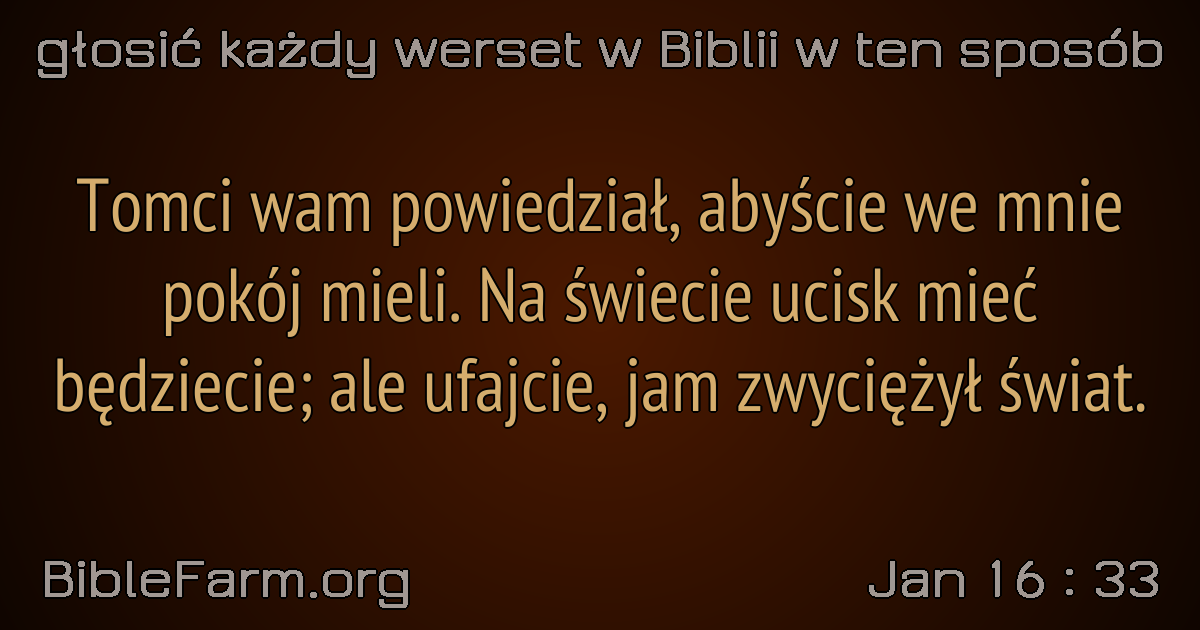 głosić każdy werset w Biblii w ten sposób
Tomci wam powiedział, abyście we mnie
pokój mieli. Na świecie ucisk mieć
będziecie; ale ufajcie, jam zwyciężył świat.
BibleFarm.org
Jan 16 : 33